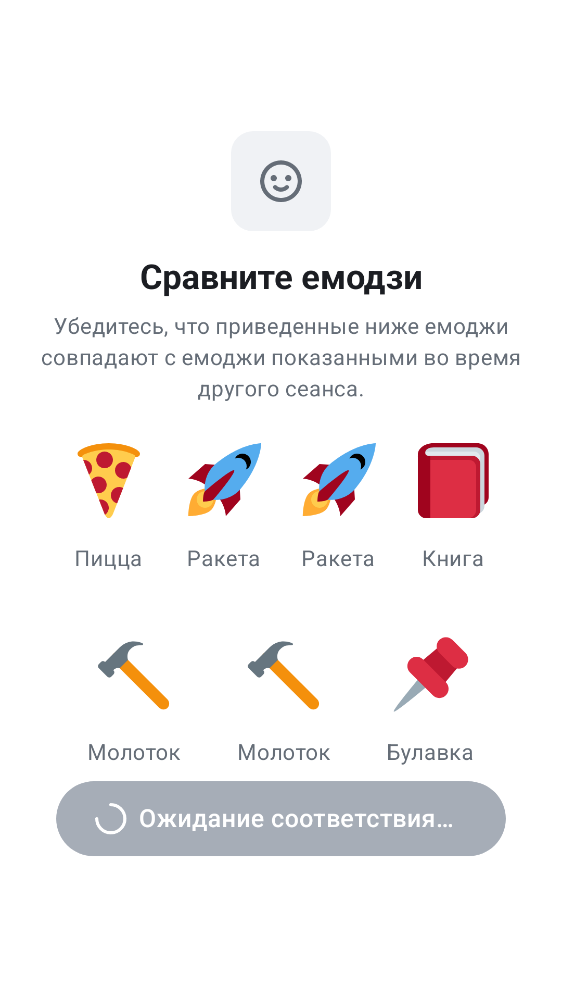 Сравните емодзи
Убедитесь, что приведенные ниже емоджи
совпадают с емоджи показанными во время
другого сеанса.
Пицца Ракета Ракета Книга
Молоток Молоток Булавка
Ожидание соответствия…